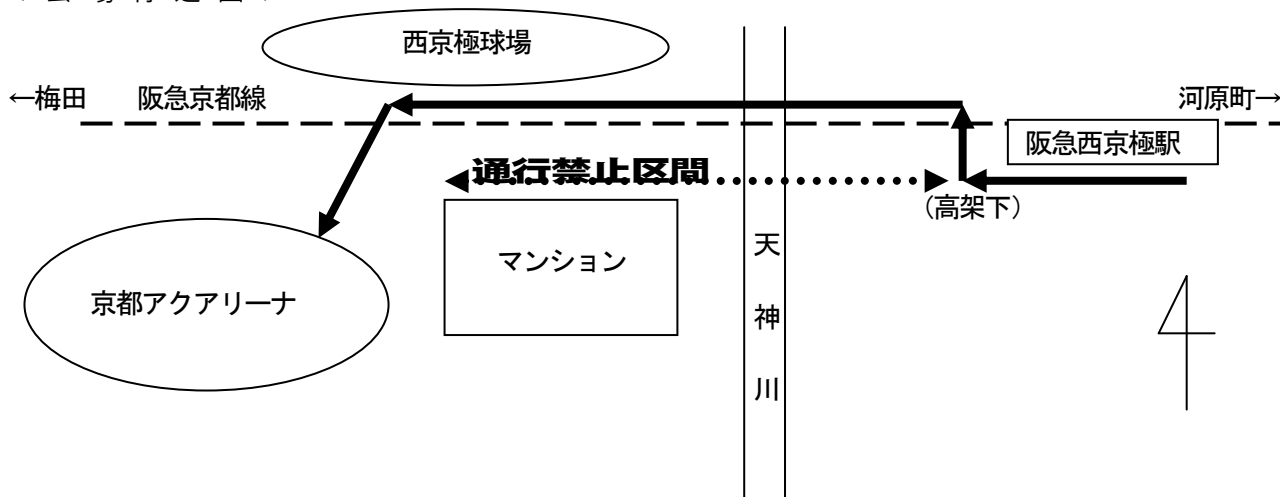 西京極球場
←梅田
阪急京都線
河原町→
阪急西京極駅
通行禁止区間
(高架下)
マンション
京都アクアリーナ
天神川